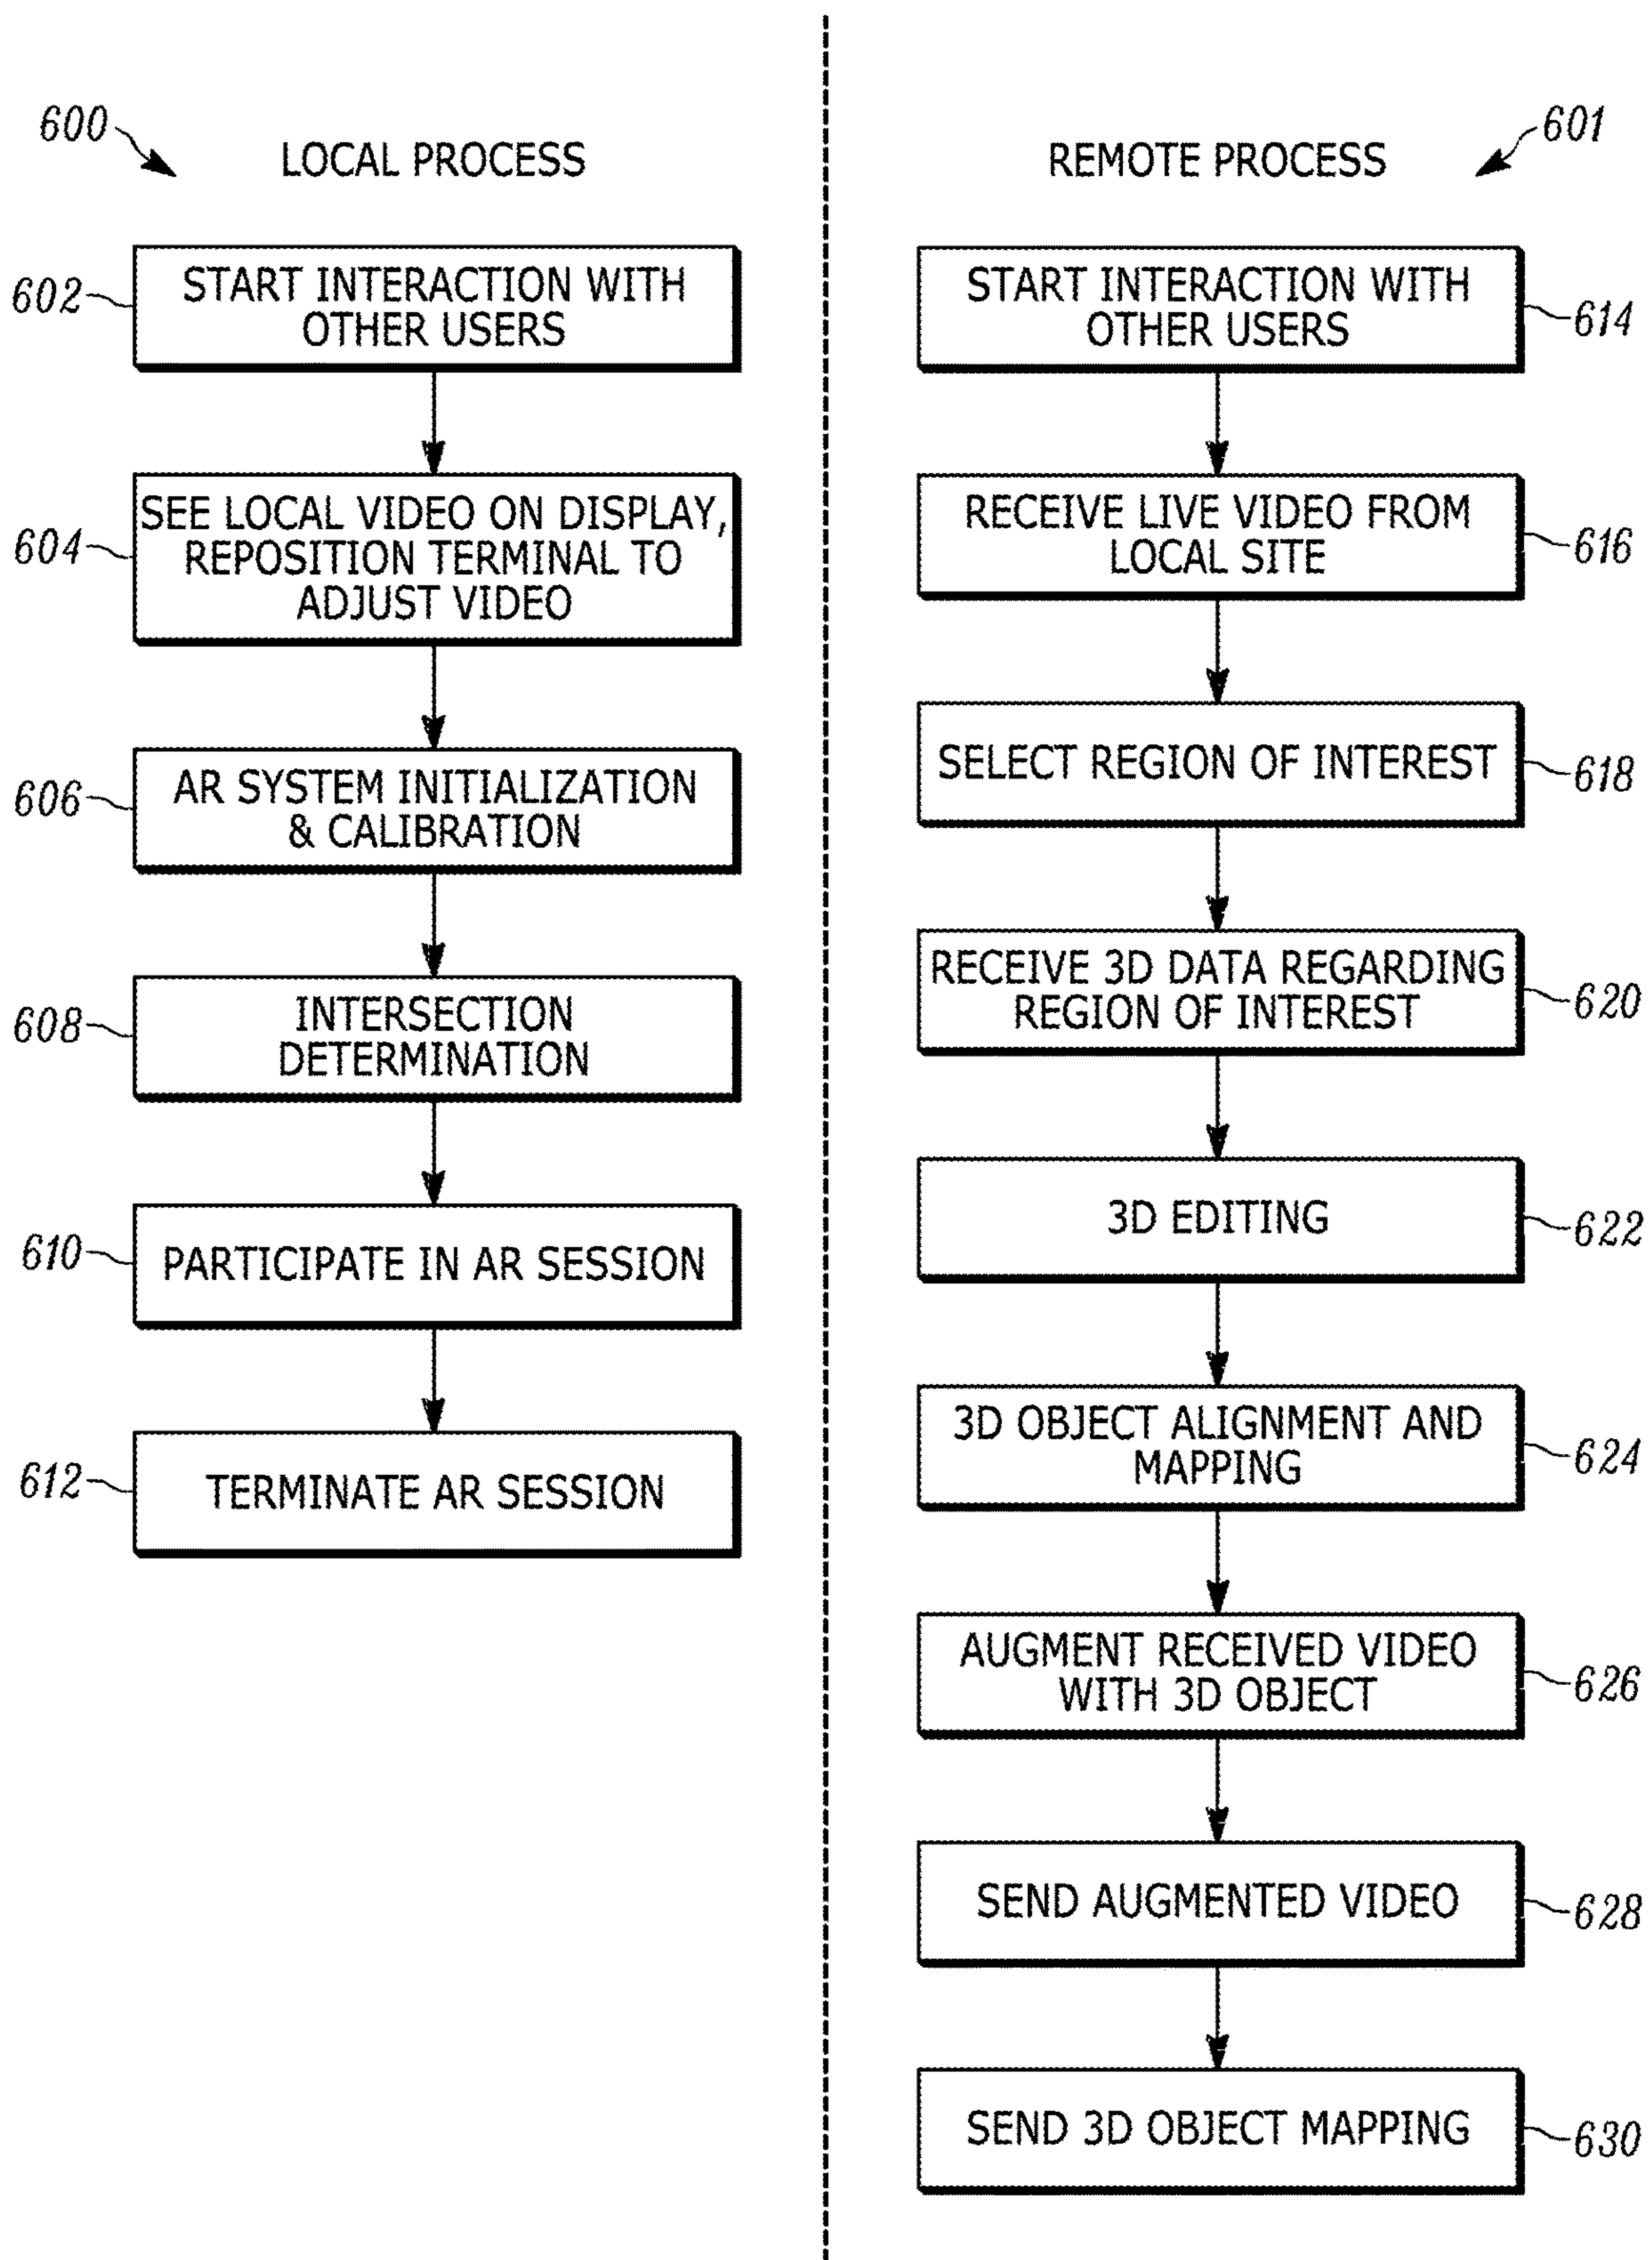 600
LOCAL PROCESS
602
START INTERACTION WITH
OTHER USERS
604
SEE LOCAL VIDEO ON DISPLAY,
REPOSITION TERMINAL TO
ADJUST VIDEO
606
AR SYSTEM INITIALIZATION
& CALIBRATION
608
INTERSECTION
DETERMINATION
610
PARTICIPATE IN AR SESSION
612
TERMINATE AR SESSION
REMOTE PROCESS
601
START INTERACTION WITH
OTHER USERS
614
RECEIVE LIVE VIDEO FROM
LOCAL SITE
616
SELECT REGION OF INTEREST
618
RECEIVE 3D DATA REGARDING
REGION OF INTEREST
620
3D EDITING
622
3D OBJECT ALIGNMENT AND
MAPPING
624
AUGMENT RECEIVED VIDEO
WITH 3D OBJECT
626
SEND AUGMENTED VIDEO
628
SEND 3D OBJECT MAPPING
630